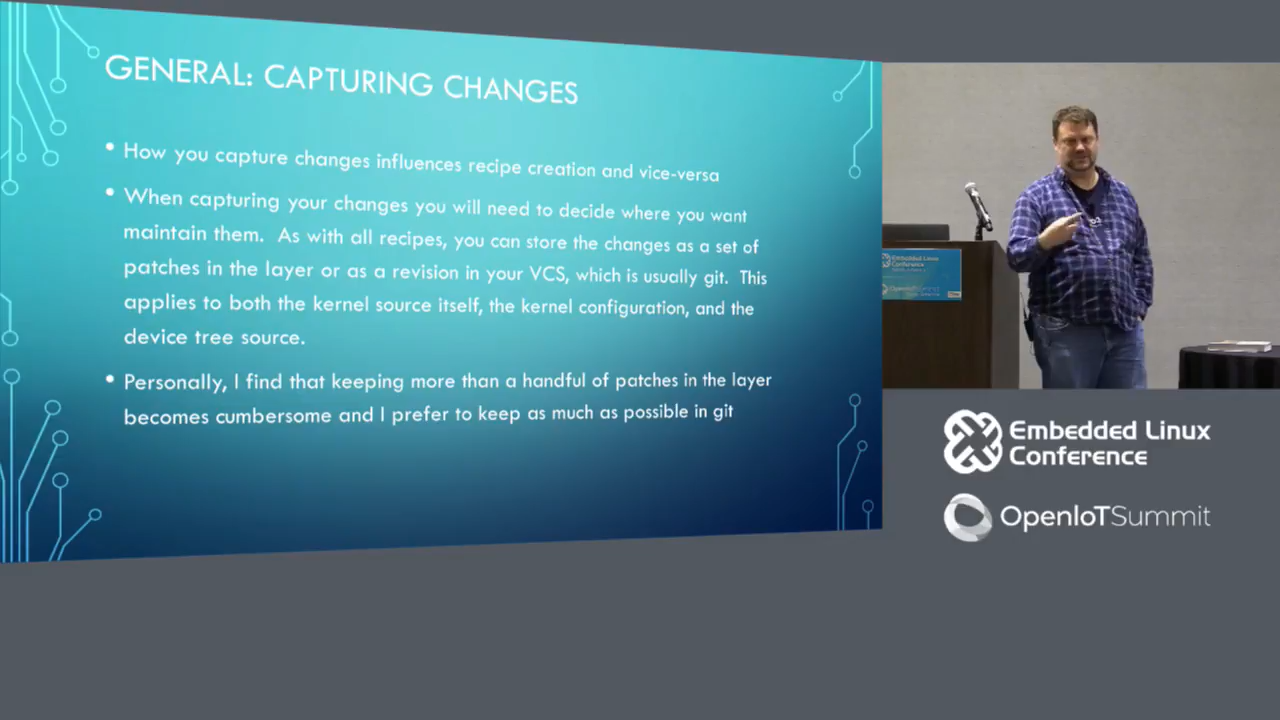 GENERAL: CAPTURING CHANGES
How you capture changes influences recipe creation and vice-versa
When capturing your changes you will need to decide where you want
maintain them. As with all recipes, you can store the changes as a set of
patches in the layer or as a revision in your VCS, which is usually git. This
applies to both the kernel source itself, the kernel configuration, and the
device tree source.
Personally, I find that keeping more than a handful of patches in the layer
becomes cumbersome and I prefer to keep as much as possible in git
Embedded Linux
Conference
OpenIoTSummit
Embedded Linux
Conference
OpenIoTSummit